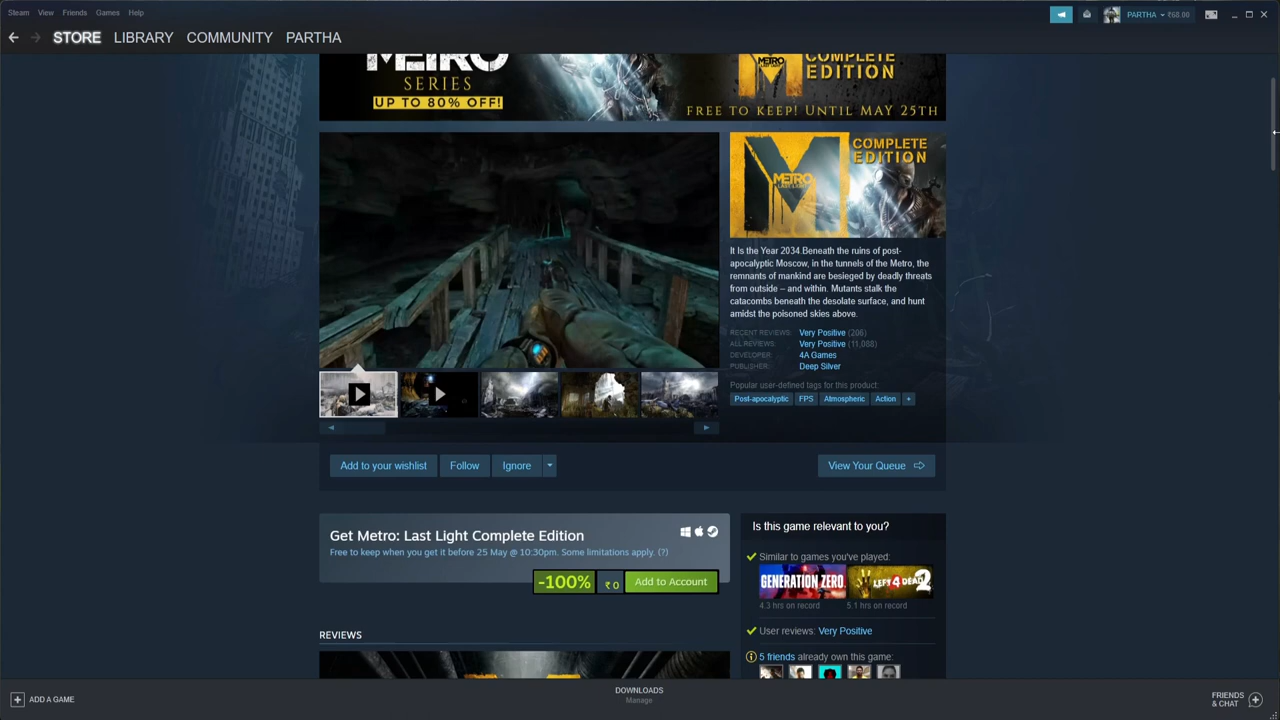 Steam View Friends Games Help
PARTHA ₹68.00
STORE LIBRARY COMMUNITY PARTHA
METRO
SERIES
UP TO 80% OFF!
METRO
COMPLETE
EDITION
FREE TO KEEP! UNTIL MAY 25TH
METRO
LAST LIGHT
COMPLETE
EDITION
It Is the Year 2034.Beneath the ruins of post-
apocalyptic Moscow, in the tunnels of the Metro, the
remnants of mankind are besieged by deadly threats
from outside – and within. Mutants stalk the
catacombs beneath the desolate surface, and hunt
amidst the poisoned skies above.
RECENT REVIEWS: Very Positive (206)
ALL REVIEWS: Very Positive (11,088)
DEVELOPER: 4A Games
PUBLISHER: Deep Silver
Popular user-defined tags for this product:
Post-apocalyptic FPS Atmospheric Action +
Add to your wishlist Follow Ignore
View Your Queue
Get Metro: Last Light Complete Edition
Free to keep when you get it before 25 May @ 10:30pm. Some limitations apply. (?)
-100% ₹ 0 Add to Account
Is this game relevant to you?
Similar to games you've played:
GENERATION ZERO LEFT 4 DEAD 2
4.3 hrs on record 5.1 hrs on record
User reviews: Very Positive
5 friends already own this game:
REVIEWS
ADD A GAME
DOWNLOADS
Manage
FRIENDS
& CHAT